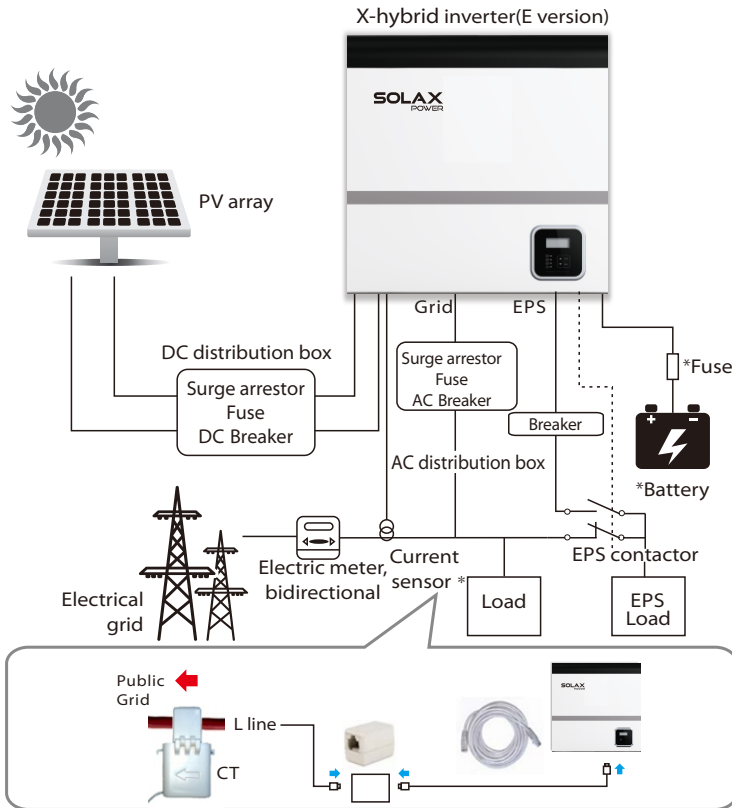 X-hybrid inverter(E version)
SOLAX
POWER
PV array
Grid
EPS
DC distribution box
Surge arrestor
Fuse
DC Breaker
Surge arrestor
Fuse
AC Breaker
Breaker
*Fuse
AC distribution box
*Battery
Electric meter,
bidirectional
Current
sensor *
EPS contactor
Electrical
grid
Load
EPS
Load
Public
Grid
L line
CT
SOLAX
POWER